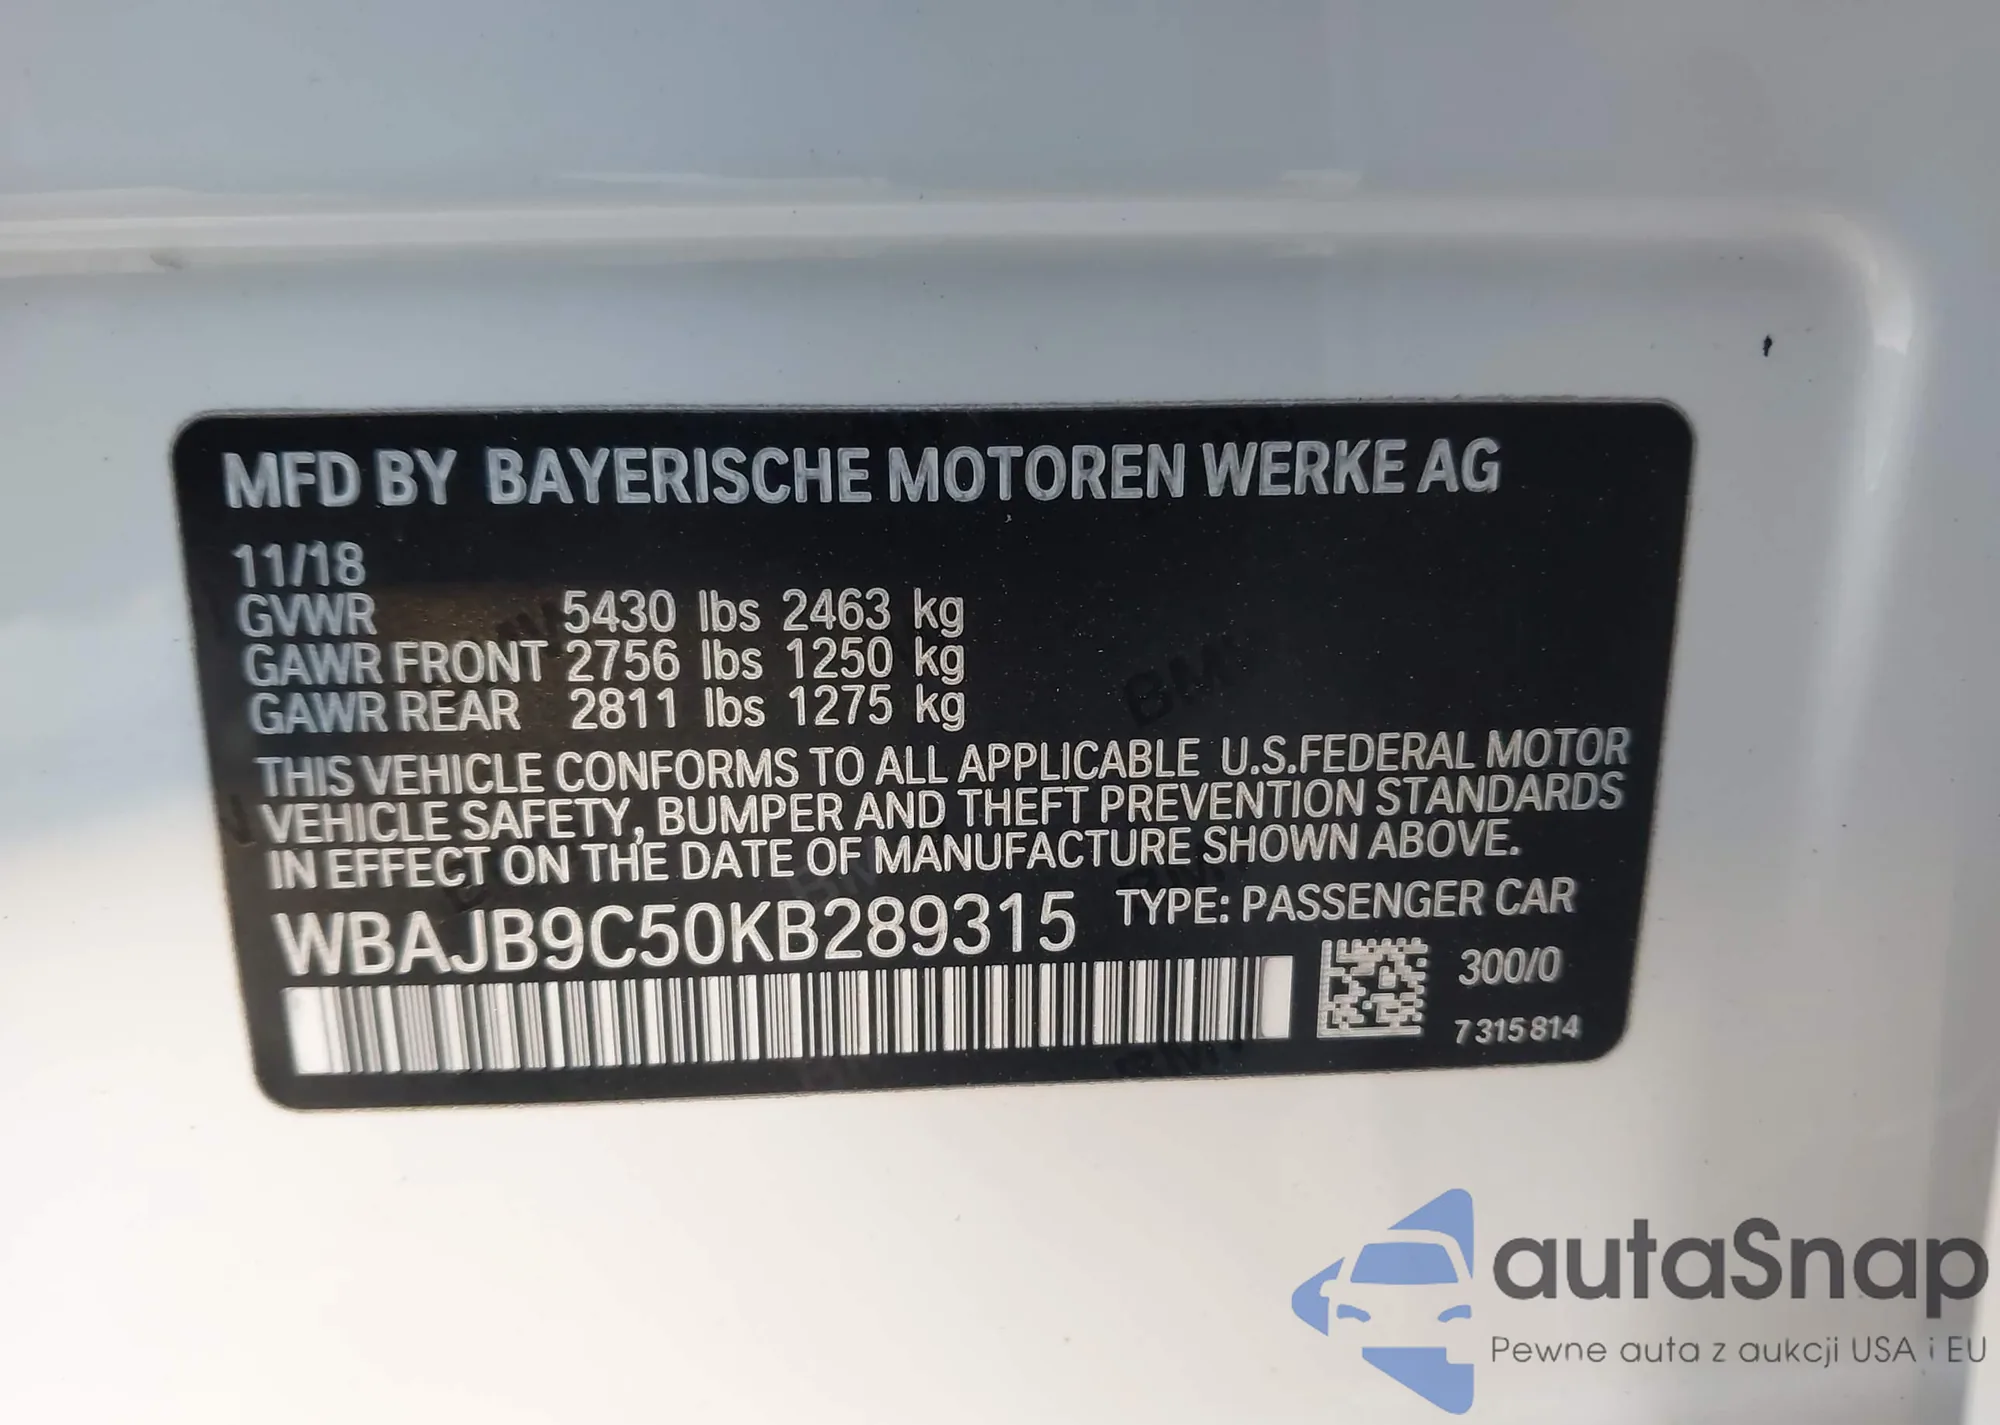 MFD BY BAYERISCHE MOTOREN WERKE AG
11/18
GVWR 5430 lbs 2463 kg
GAWR FRONT 2756 lbs 1250 kg
GAWR REAR 2811 lbs 1275 kg
THIS VEHICLE CONFORMS TO ALL APPLICABLE U.S.FEDERAL MOTOR
VEHICLE SAFETY, BUMPER AND THEFT PREVENTION STANDARDS
IN EFFECT ON THE DATE OF MANUFACTURE SHOWN ABOVE.
WBAJB9C50KB289315 TYPE: PASSENGER CAR
300/0
7 315 814
autaSnap
Pewne auta z aukcji USA i EU